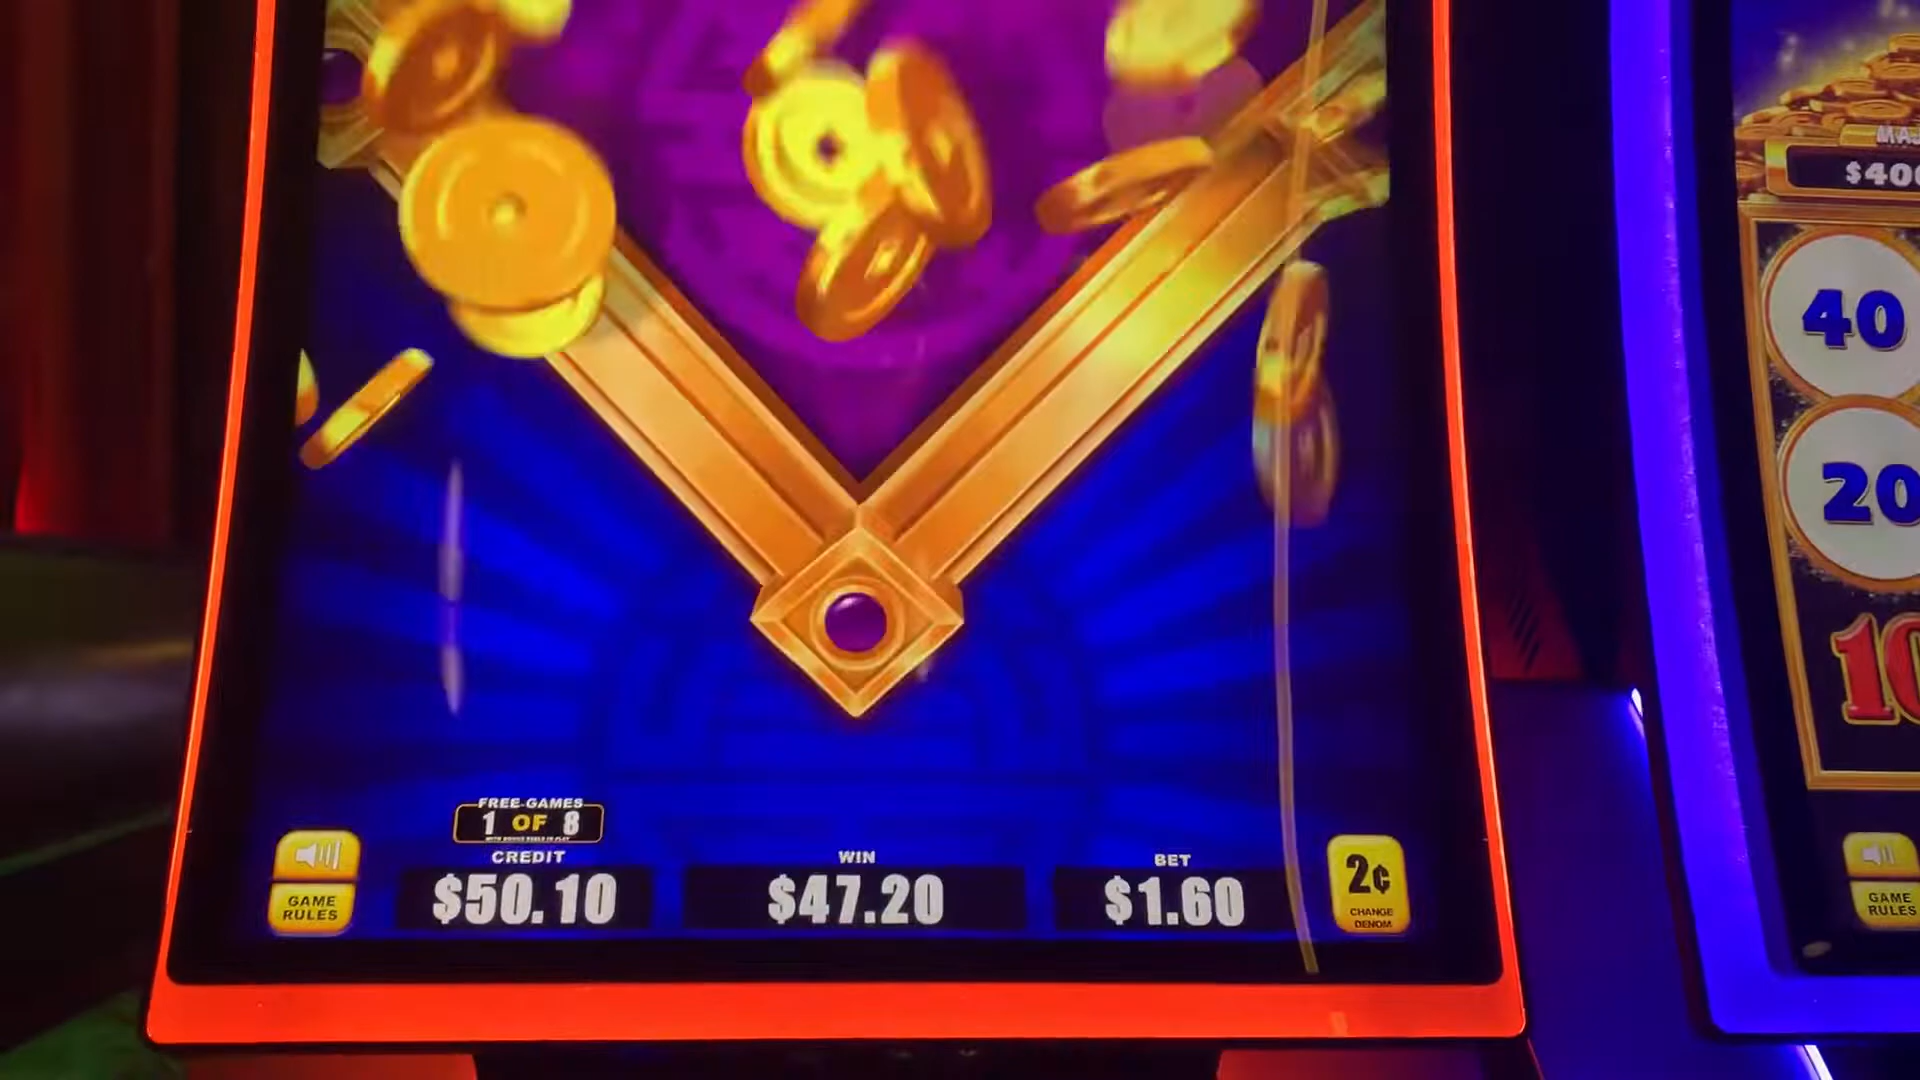 FREE GAMES
1 OF 8
CREDIT
$50.10
WIN
$47.20
BET
$1.60
GAME
RULES
2¢
CHANGE
DENOM
40
20
GAME
RULES